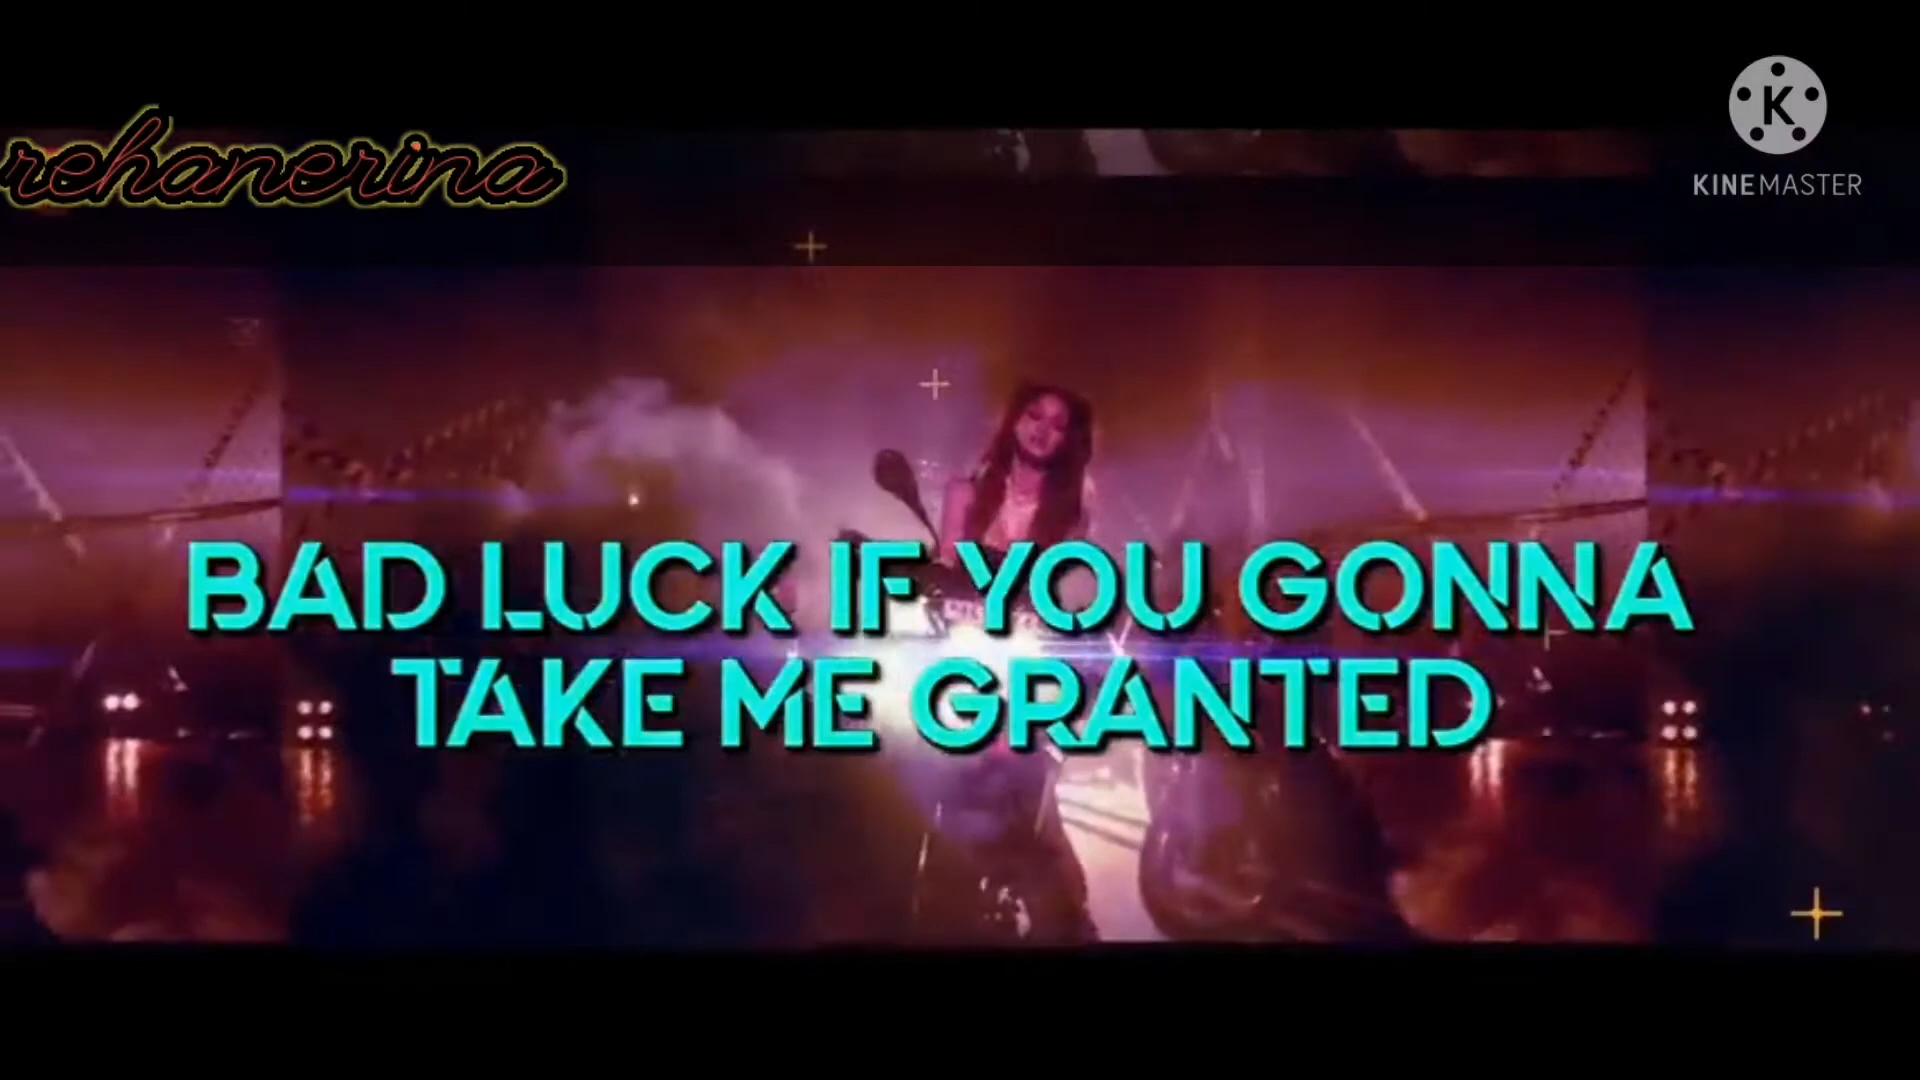 rehanerina
K
KINEMASTER
BAD LUCK IF YOU GONNA
TAKE ME GRANTED